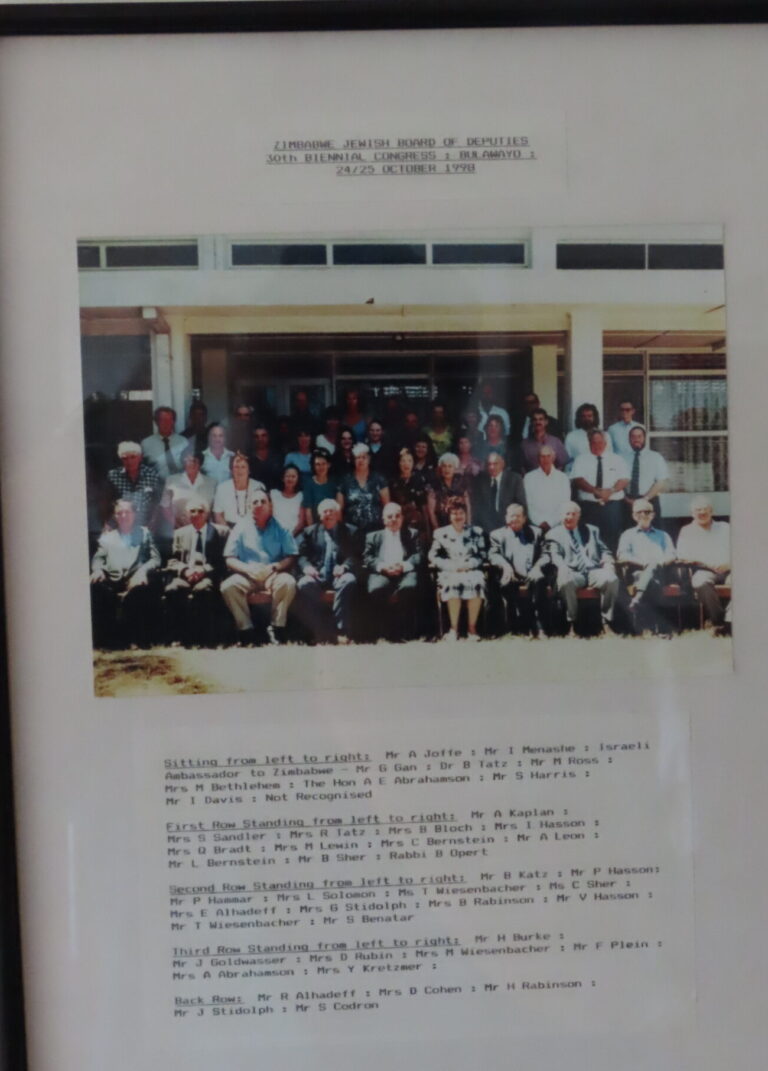 ZIMBABWE JEWISH BOARD OF DEPUTIES
30th BIENNIAL CONGRESS : BULAWAYO :
24/25 OCTOBER 1998
Sitting from left to right: Mr A Joffe : Mr I Menashe : Israeli
Ambassador to Zimbabwe - Mr G Gan : Dr B Tatz : Mr M Ross :
Mrs M Bethlehem : The Hon A E Abrahamson : Mr S Harris :
Mr I Davis : Not Recognised
First Row Standing from left to right: Mr A Kaplan :
Mrs S Sandler : Mrs R Tatz : Mrs B Bloch : Mrs I Hasson :
Mrs Q Bradt : Mrs M Lewin : Mrs C Bernstein : Mr A Leon :
Mr L Bernstein : Mr B Sher : Rabbi B Opert
Second Row Standing from left to right: Mr B Katz : Mr P Hasson:
Mr P Hammar : Mrs L Solomon : Ms T Wiesenbacher : Ms C Sher :
Mrs E Alhadeff : Mrs G Stidolph : Mrs B Rabinson : Mr V Hasson :
Mr T Wiesenbacher : Mr S Benatar
Third Row Standing from left to right: Mr H Burke :
Mr J Goldwasser : Mrs D Rubin : Mrs M Wiesenbacher : Mr F Plein :
Mrs A Abrahamson : Mrs Y Kretzmer :
Back Row: Mr R Alhadeff : Mrs D Cohen : Mr H Rabinson :
Mr J Stidolph : Mr S Codron